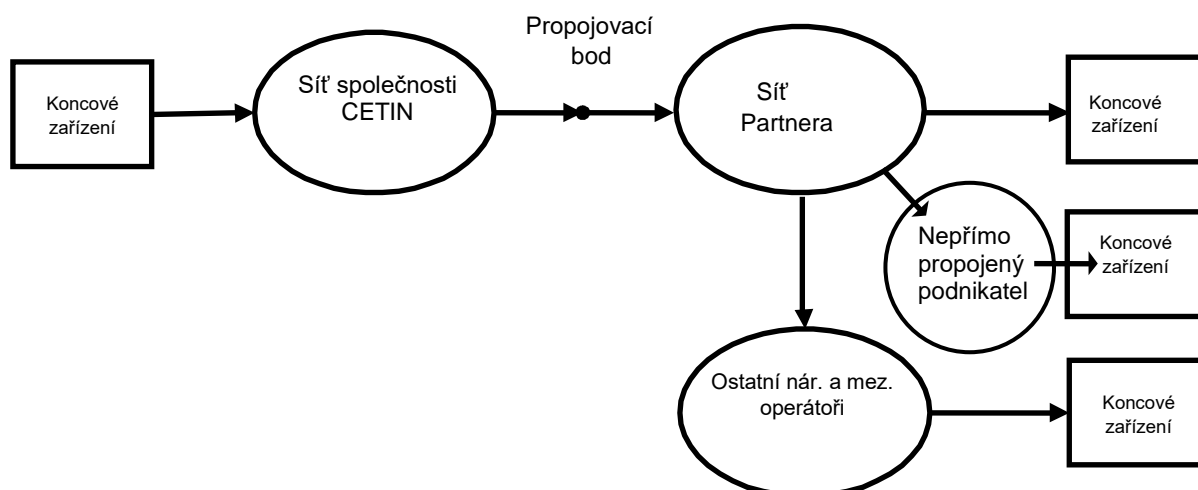 Propojovací
bod
Koncové
zařízení
Síť společnosti
CETIN
Síť
Partnera
Koncové
zařízení
Nepřímo
propojený
podnikatel
Koncové
zařízení
Ostatní nár. a mez.
operátoři
Koncové
zařízení